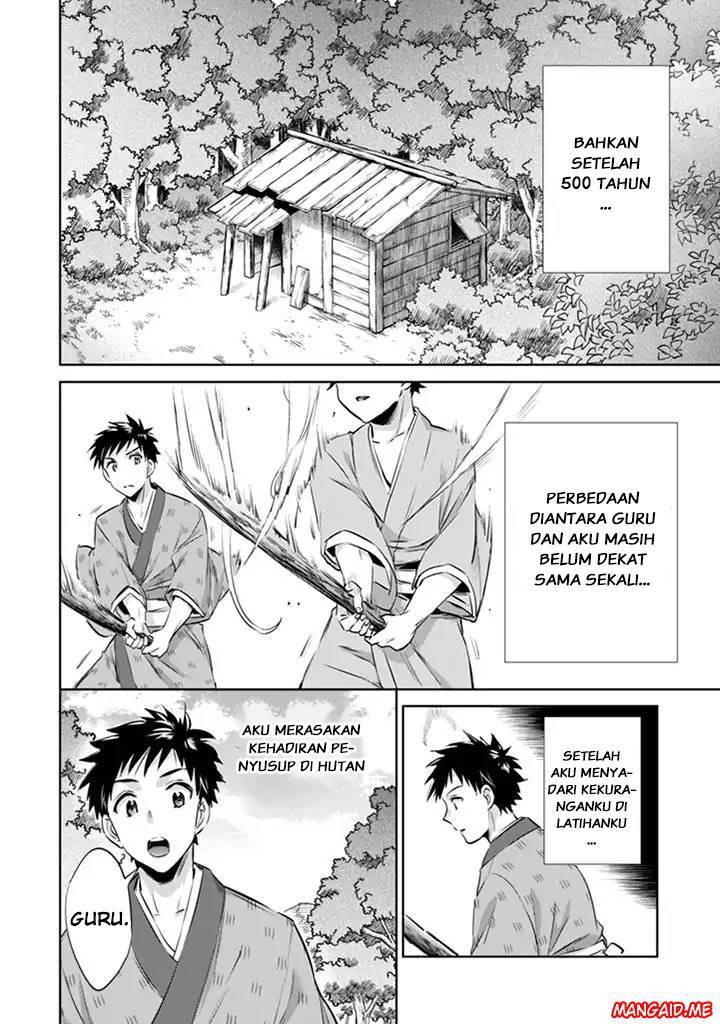 BAHKAN
SETELAH
500 TAHUN
...
PERBEDAAN
DIANTARA GURU
DAN AKU MASIH
BELUM DEKAT
SAMA SEKALI...
SETELAH
AKU MENYA-
DARI KEKURA-
NGANKU DI
LATIHANKU
...
AKU MERASAKAN
KEHADIRAN PE-
NYUSUP DI HUTAN
GURU.
MANGAID.ME